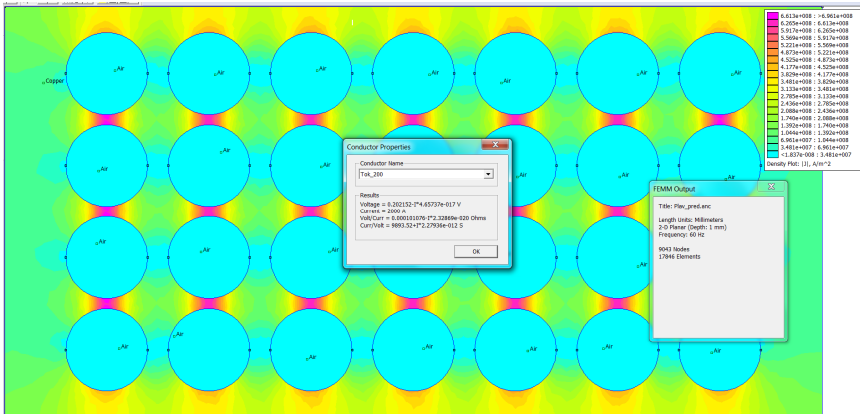 6.613e+008 : >6.961e+008
6.265e+008 : 6.613e+008
5.917e+008 : 6.265e+008
5.569e+008 : 5.917e+008
5.221e+008 : 5.569e+008
4.873e+008 : 5.221e+008
4.525e+008 : 4.873e+008
4.177e+008 : 4.525e+008
3.829e+008 : 4.177e+008
3.481e+008 : 3.829e+008
3.133e+008 : 3.481e+008
2.785e+008 : 3.133e+008
2.436e+008 : 2.785e+008
2.088e+008 : 2.436e+008
1.740e+008 : 2.088e+008
1.392e+008 : 1.740e+008
1.044e+008 : 1.392e+008
6.961e+007 : 1.044e+008
3.481e+007 : 6.961e+007
<1.837e-008 : 3.481e+007
Density Plot: |J|, A/m^2
Copper
Air
Air
Air
Air
Air
Air
Air
Air
Air
Air
Conductor Properties
Conductor Name
Tok_200
Results
Voltage = 0.202152-I*4.65737e-017 V
Current = 2000 A
Volt/Curr = 0.000101076-I*2.32869e-020 Ohms
Curr/Volt = 9893.52+I*2.27936e-012 S
OK
FEMM Output
Title: Plav_pred.anc
Length Units: Millimeters
2-D Planar (Depth: 1 mm)
Frequency: 60 Hz
9043 Nodes
17846 Elements
Air
Air
Air
Air
Air
Air
Air
Air
Air
Air